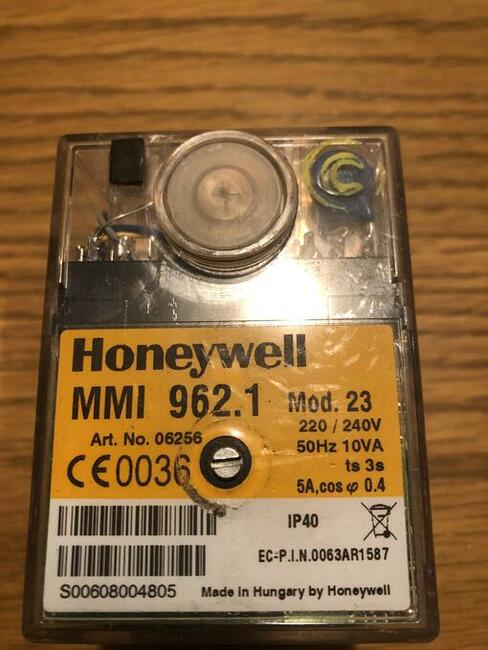 Honeywell
MMI 962.1 Mod. 23
Art. No. 06256
220 / 240V
50Hz 10VA
ts 3s
5A,cos φ 0.4
CE0036
IP40
EC-P.I.N.0063AR1587
S00608004805
Made in Hungary by Honeywell